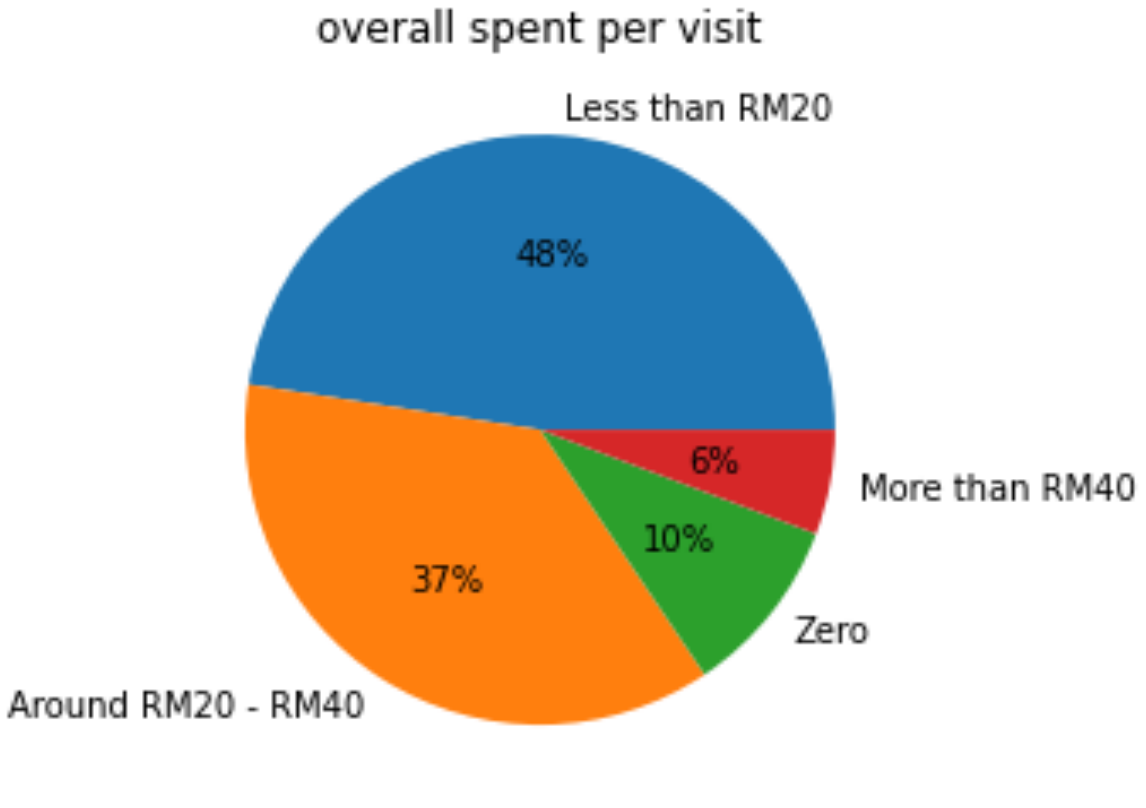 overall spent per visit
Less than RM20
48%
6%
More than RM40
10%
37%
Zero
Around RM20 - RM40